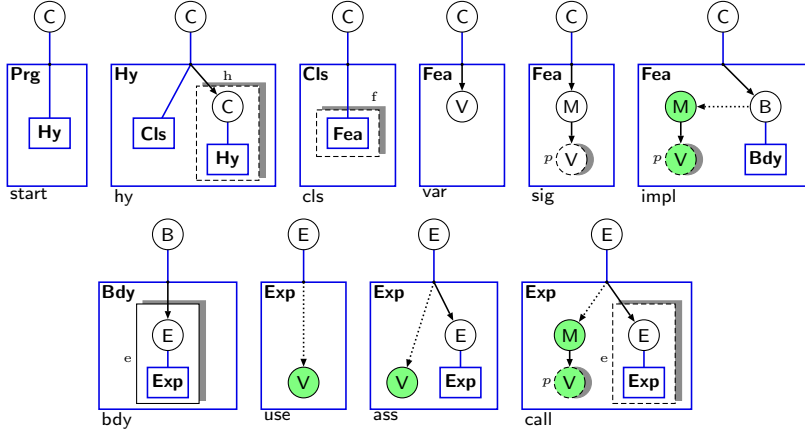 C C C C C C
Prg Hy Cls Fea Fea Fea
h
f
C V M M B
Hy Cls Hy Fea p V p V Bdy
start hy cls var sig impl
B E E E
Bdy Exp Exp Exp
E E M E
e e
Exp V V Exp p V Exp
bdy use ass call